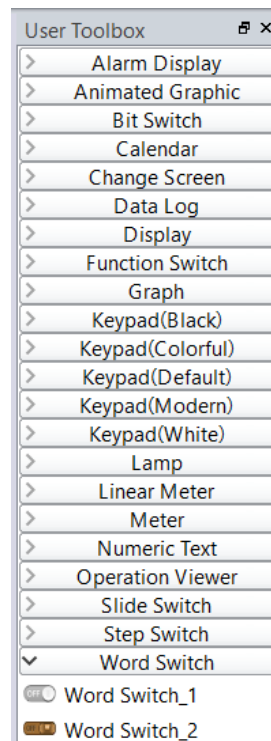 User Toolbox
Alarm Display
Animated Graphic
Bit Switch
Calendar
Change Screen
Data Log
Display
Function Switch
Graph
Keypad(Black)
Keypad(Colorful)
Keypad(Default)
Keypad(Modern)
Keypad(White)
Lamp
Linear Meter
Meter
Numeric Text
Operation Viewer
Slide Switch
Step Switch
Word Switch
OFF Word Switch_1
OFF Word Switch_2